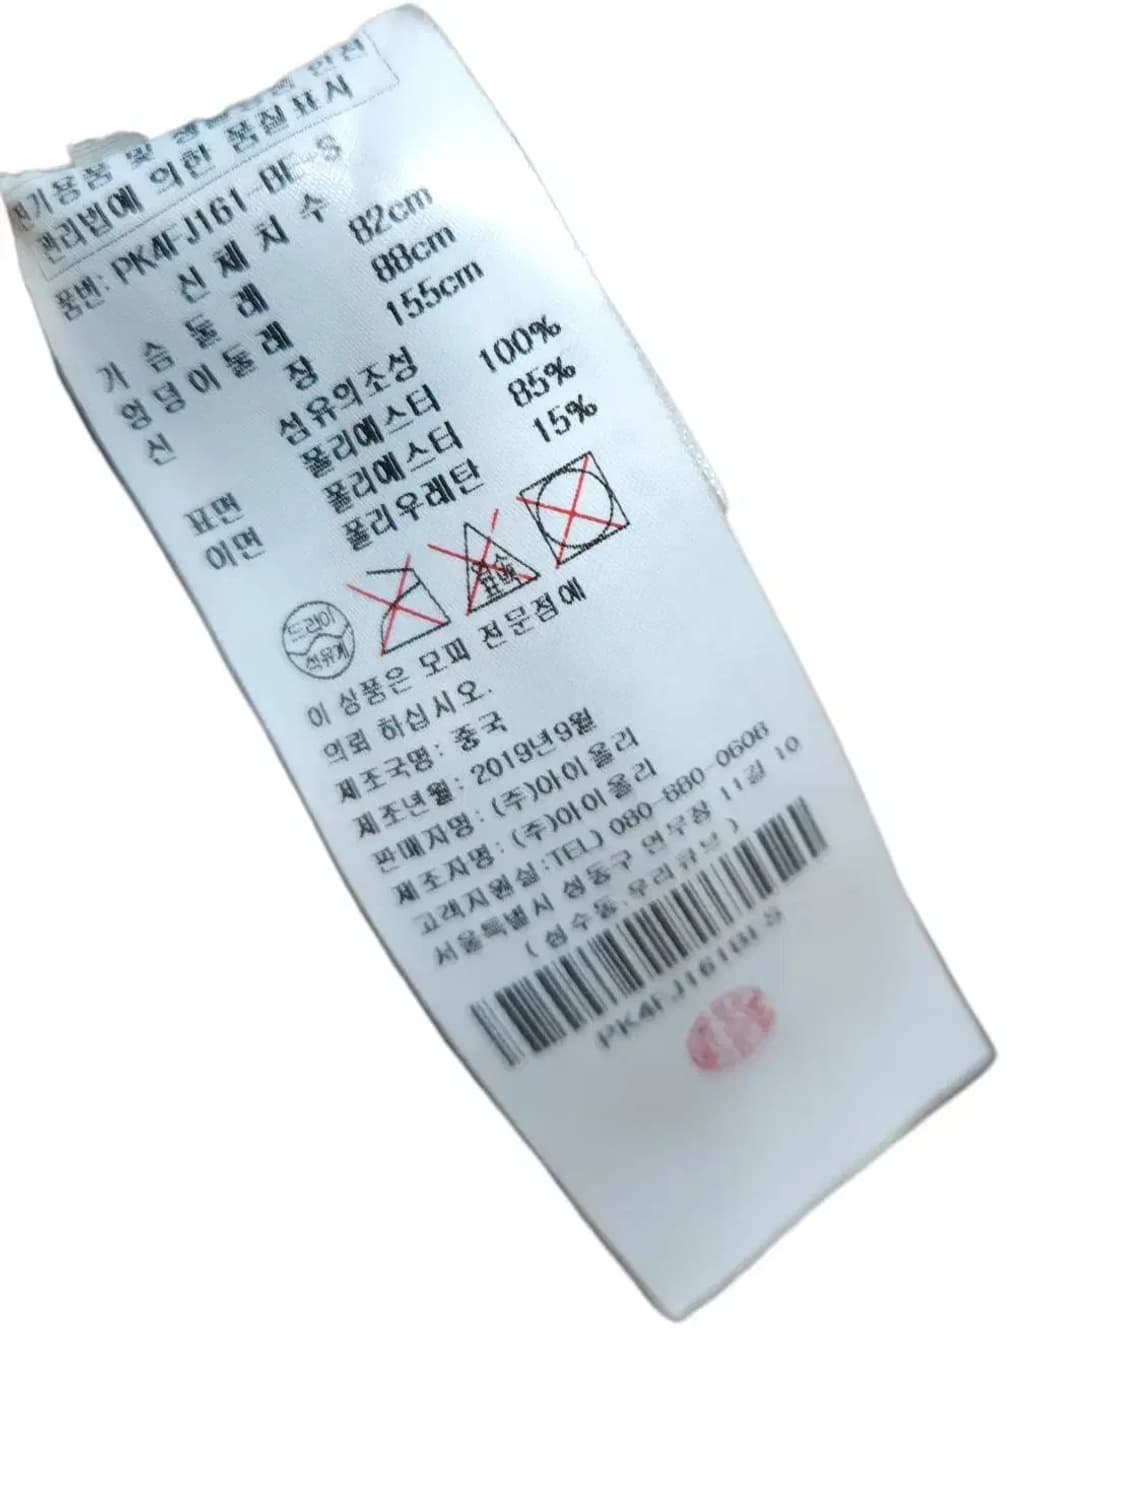 전기용품 및 생활용품 안전
관리법에 의한 품질표시
품번: PK4FJ161-BE-S
신체치수
가슴둘레 82cm
엉덩이둘레 88cm
신장 155cm
섬유의조성
표면 폴리에스터 100%
이면 폴리에스터 85%
폴리우레탄 15%
드라이
석유계
염소
표백
이 상품은 모피 전문점에
의뢰 하십시오.
제조국명: 중국
제조년월: 2019년9월
판매자명: (주)아이올리
제조자명: (주)아이올리
고객지원실:TEL) 080-880-0606
서울특별시 성동구 연무장 11길 10
(성수동,우리큐브)
PK4FJ161BES